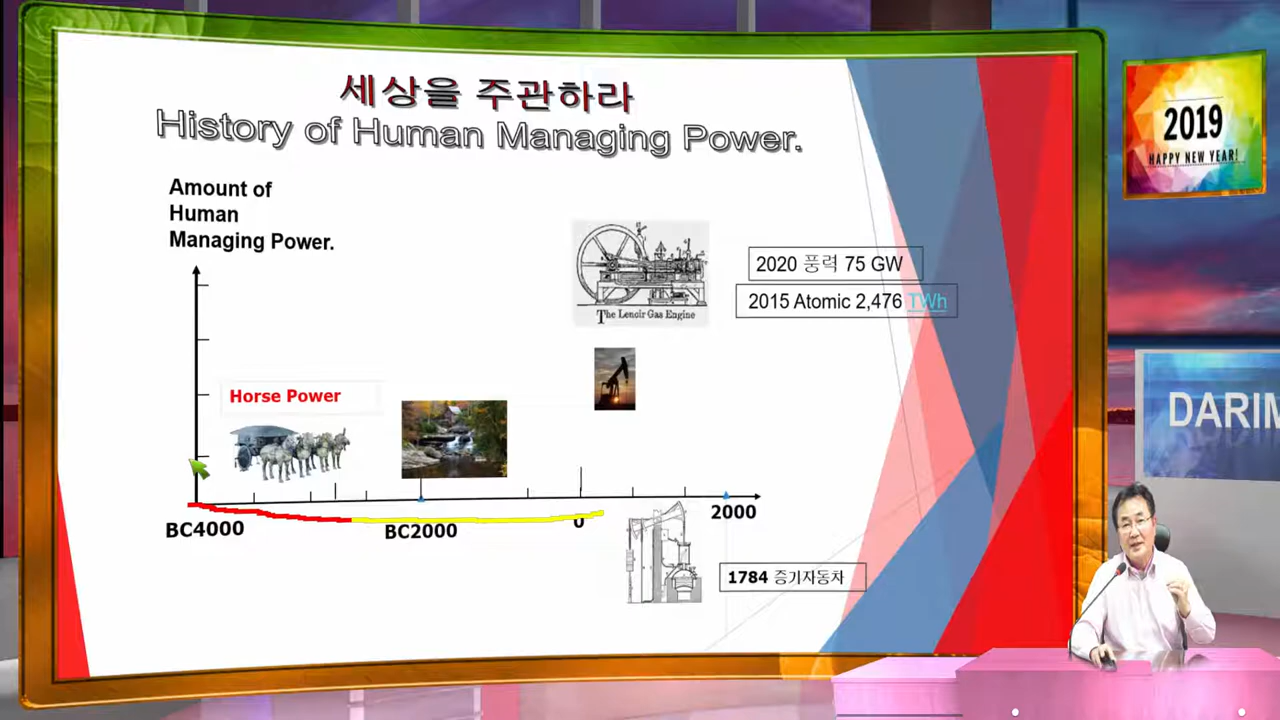 세상을 주관하라
History of Human Managing Power.
Amount of
Human
Managing Power.
The Lenoir Gas Engine
2020 풍력 75 GW
2015 Atomic 2,476 TWh
Horse Power
BC4000
BC2000
0
2000
1784 증기자동차
2019
HAPPY NEW YEAR!
DARIM